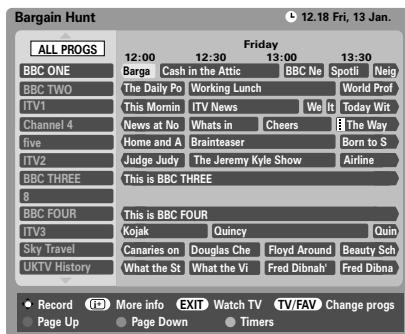 Bargain Hunt 12.18 Fri, 13 Jan.
ALL PROGS Friday
12:00 12:30 13:00 13:30
BBC ONE Barga Cash in the Attic BBC Ne Spotli Neig
BBC TWO The Daily Po Working Lunch World Prof
ITV1 This Mornin ITV News We It Today Wit
Channel 4 News at No Whats in Cheers The Way
five Home and A Brainteaser Born to S
ITV2 Judge Judy The Jeremy Kyle Show Airline
BBC THREE This is BBC THREE
8
BBC FOUR This is BBC FOUR
ITV3 Kojak Quincy Quin
Sky Travel Canaries on Douglas Che Floyd Around Beauty Sch
UKTV History What the St What the Vi Fred Dibnah' Fred Dibna
Record i+ More info EXIT Watch TV TV/FAV Change progs
Page Up Page Down Timers